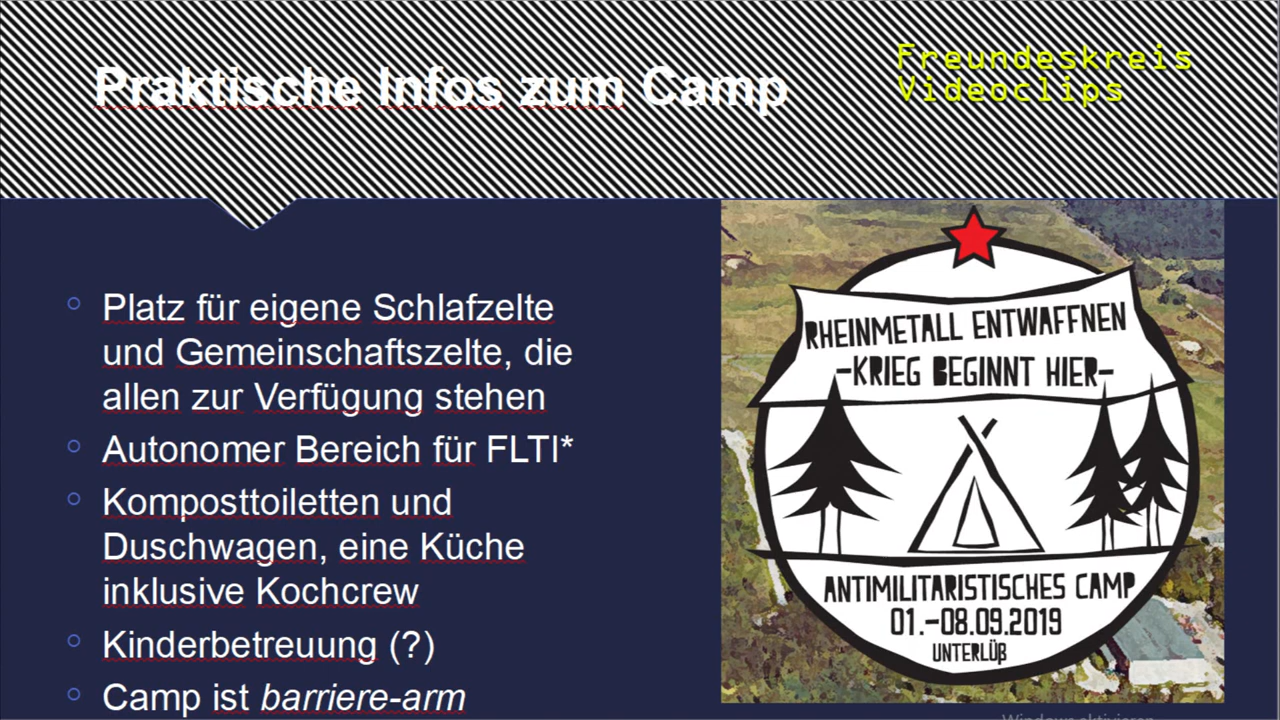 Praktische Infos zum Camp
Freundeskreis
Videoclips
Platz für eigene Schlafzelte
und Gemeinschaftszelte, die
allen zur Verfügung stehen
Autonomer Bereich für FLTI*
Komposttoiletten und
Duschwagen, eine Küche
inklusive Kochcrew
Kinderbetreuung (?)
Camp ist barriere-arm
RHEINMETALL ENTWAFFNEN
-KRIEG BEGINNT HIER-
ANTIMILITARISTISCHES CAMP
01.-08.09.2019
UNTERLÜß
Windows aktivieren